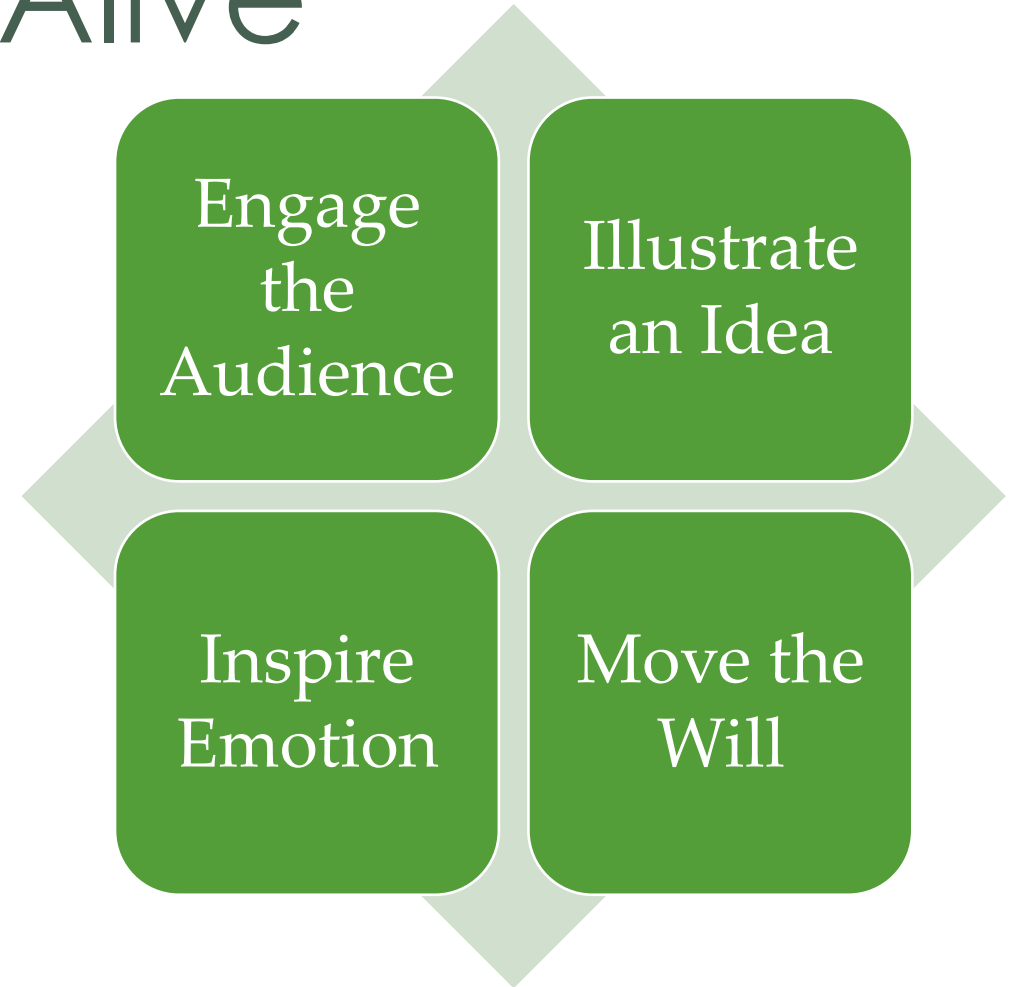 Alive
Engage
the
Audience
Illustrate
an Idea
Inspire
Emotion
Move the
Will